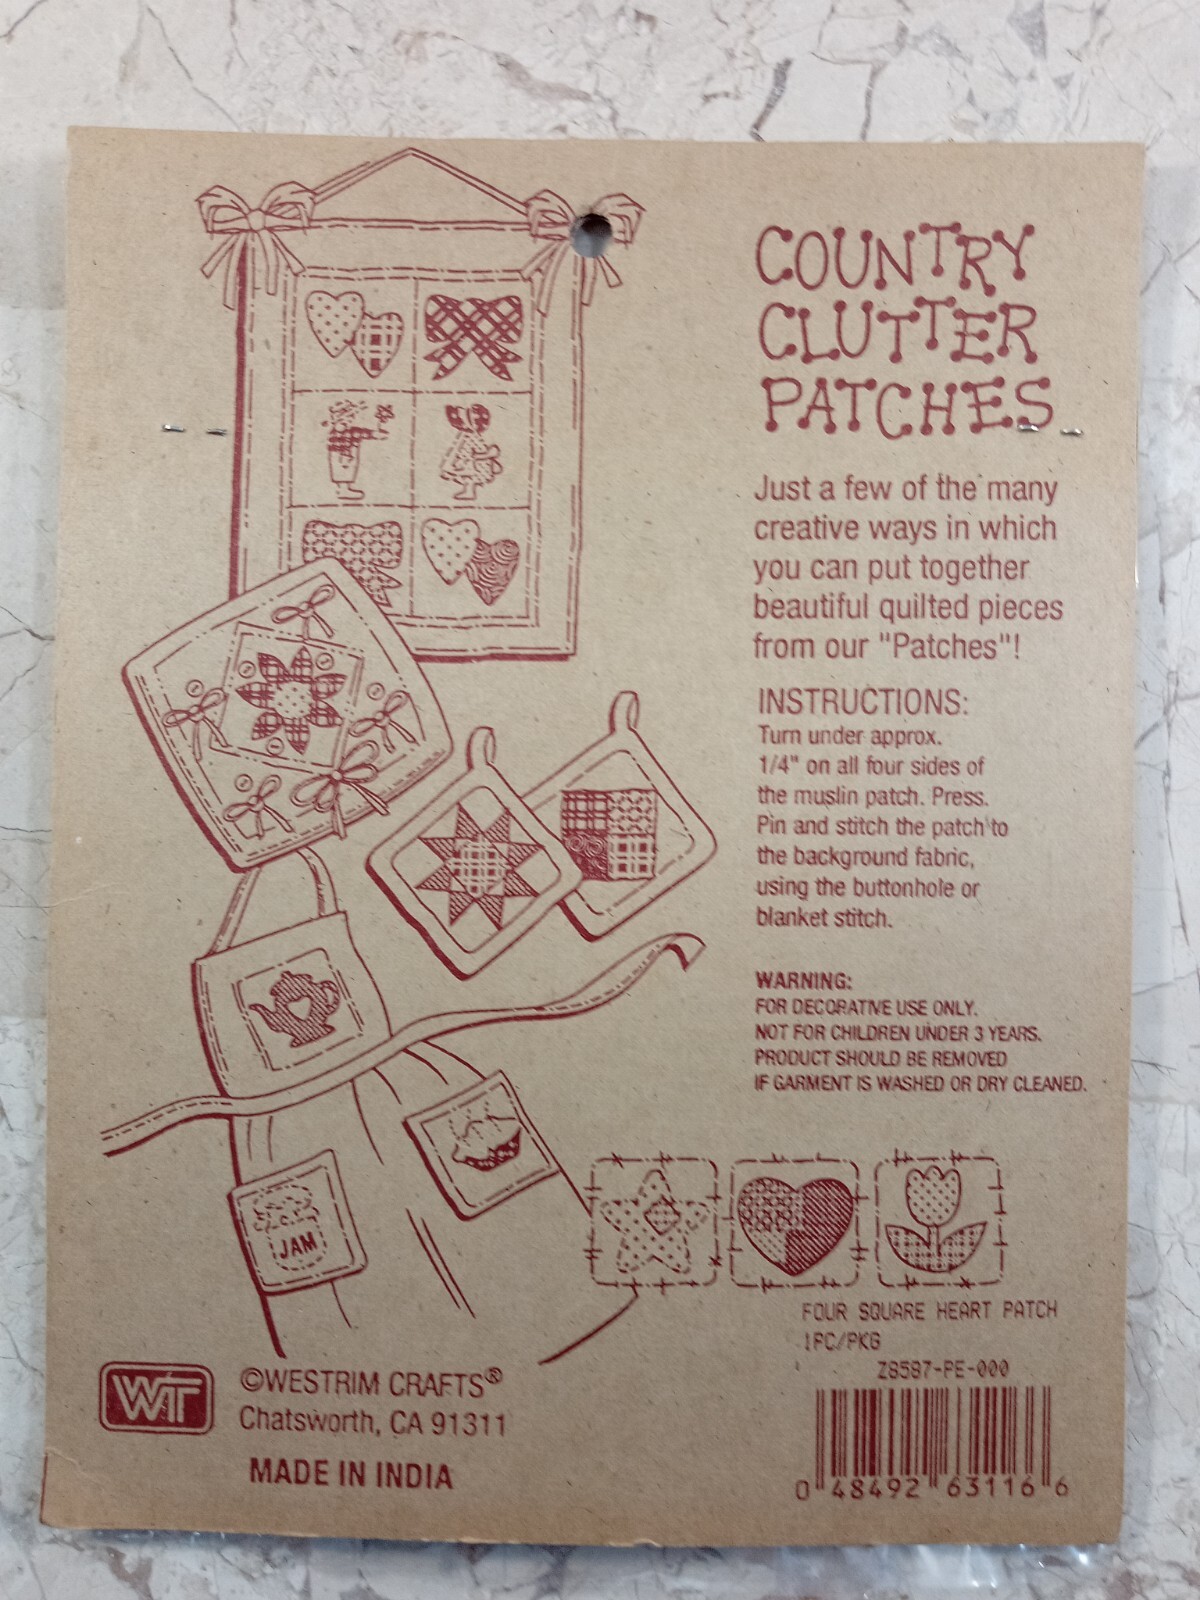 COUNTRY
CLUTTER
PATCHES
Just a few of the many
creative ways in which
you can put together
beautiful quilted pieces
from our "Patches"!
INSTRUCTIONS:
Turn under approx.
1/4" on all four sides of
the muslin patch. Press.
Pin and stitch the patch to
the background fabric,
using the buttonhole or
blanket stitch.
WARNING:
FOR DECORATIVE USE ONLY.
NOT FOR CHILDREN UNDER 3 YEARS.
PRODUCT SHOULD BE REMOVED
IF GARMENT IS WASHED OR DRY CLEANED.
JAM
FOUR SQUARE HEART PATCH
1PC/PKG
Z8587-PE-000
0 48492 63116 6
WT
©WESTRIM CRAFTS®
Chatsworth, CA 91311
MADE IN INDIA